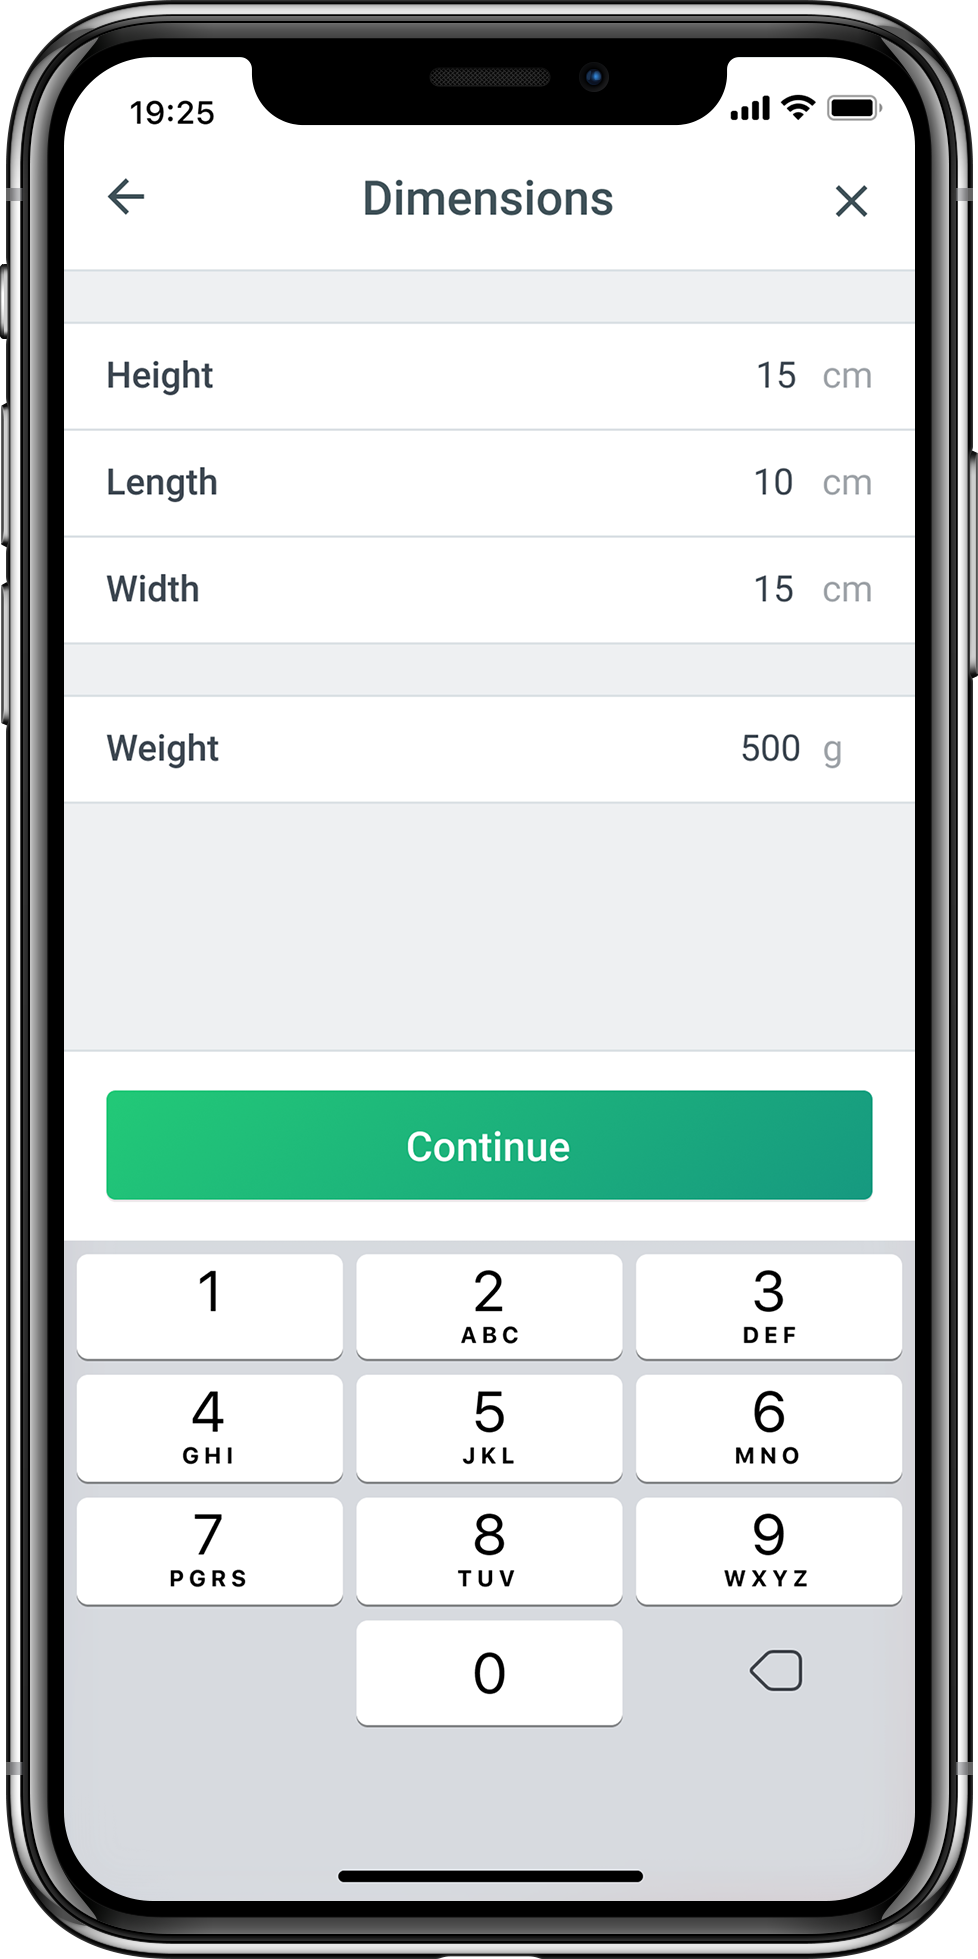 19:25
Dimensions
Height 15 cm
Length 10 cm
Width 15 cm
Weight 500 g
Continue
1 2 3
ABC DEF
4 5 6
GHI JKL MNO
7 8 9
PGRS TUV WXYZ
0